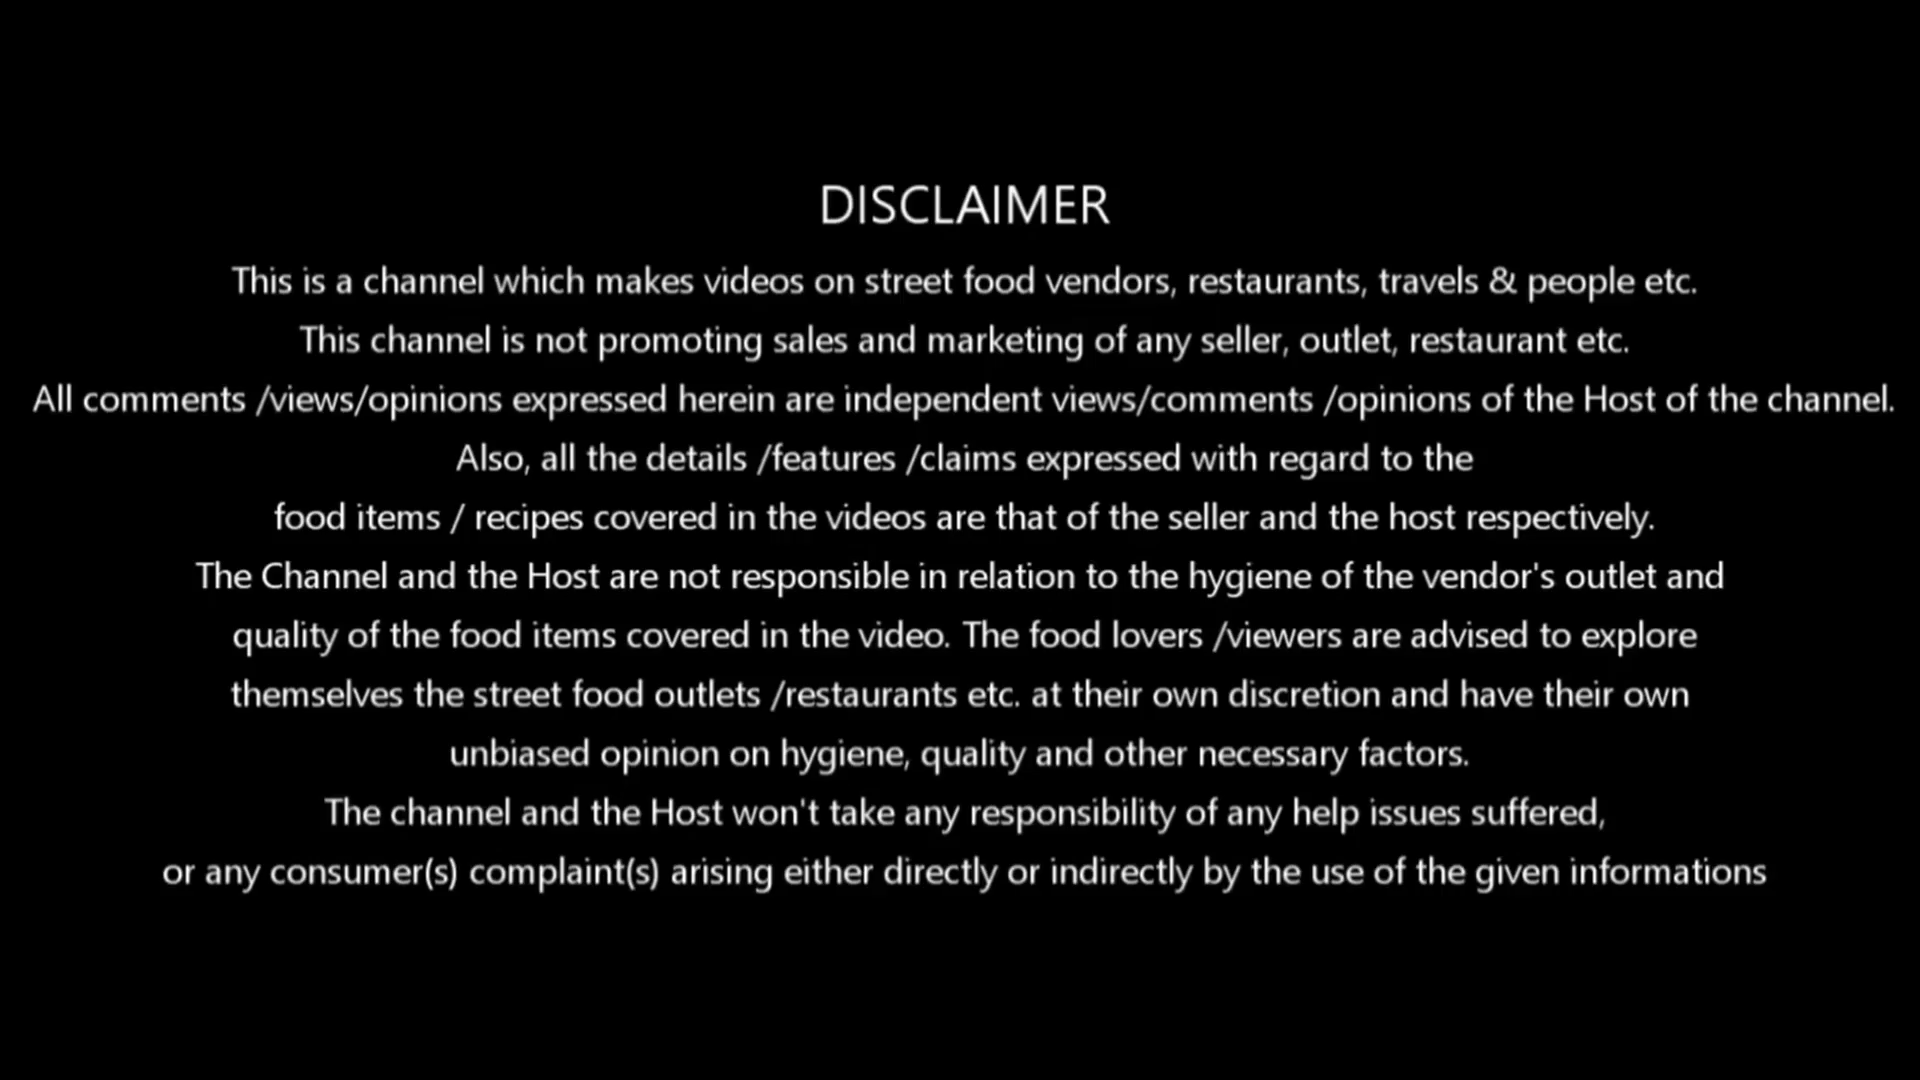 DISCLAIMER
This is a channel which makes videos on street food vendors, restaurants, travels & people etc.
This channel is not promoting sales and marketing of any seller, outlet, restaurant etc.
All comments /views/opinions expressed herein are independent views/comments /opinions of the Host of the channel.
Also, all the details /features /claims expressed with regard to the
food items / recipes covered in the videos are that of the seller and the host respectively.
The Channel and the Host are not responsible in relation to the hygiene of the vendor's outlet and
quality of the food items covered in the video. The food lovers /viewers are advised to explore
themselves the street food outlets /restaurants etc. at their own discretion and have their own
unbiased opinion on hygiene, quality and other necessary factors.
The channel and the Host won't take any responsibility of any help issues suffered,
or any consumer(s) complaint(s) arising either directly or indirectly by the use of the given informations